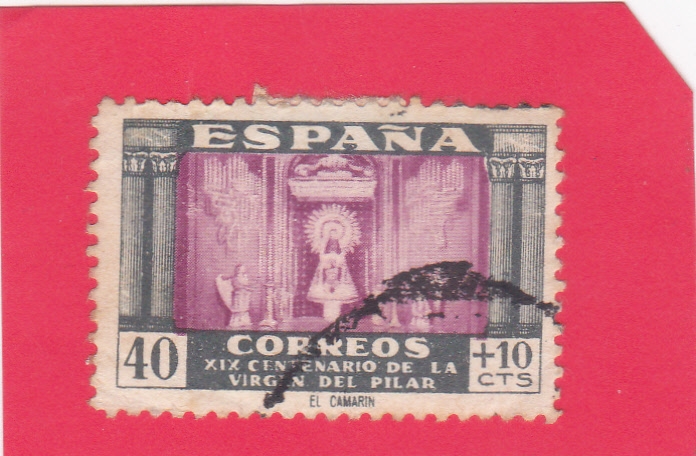 ESPAÑA
40
CORREOS
+10
CTS
XIX CENTENARIO DE LA
VIRGEN DEL PILAR
EL CAMARIN